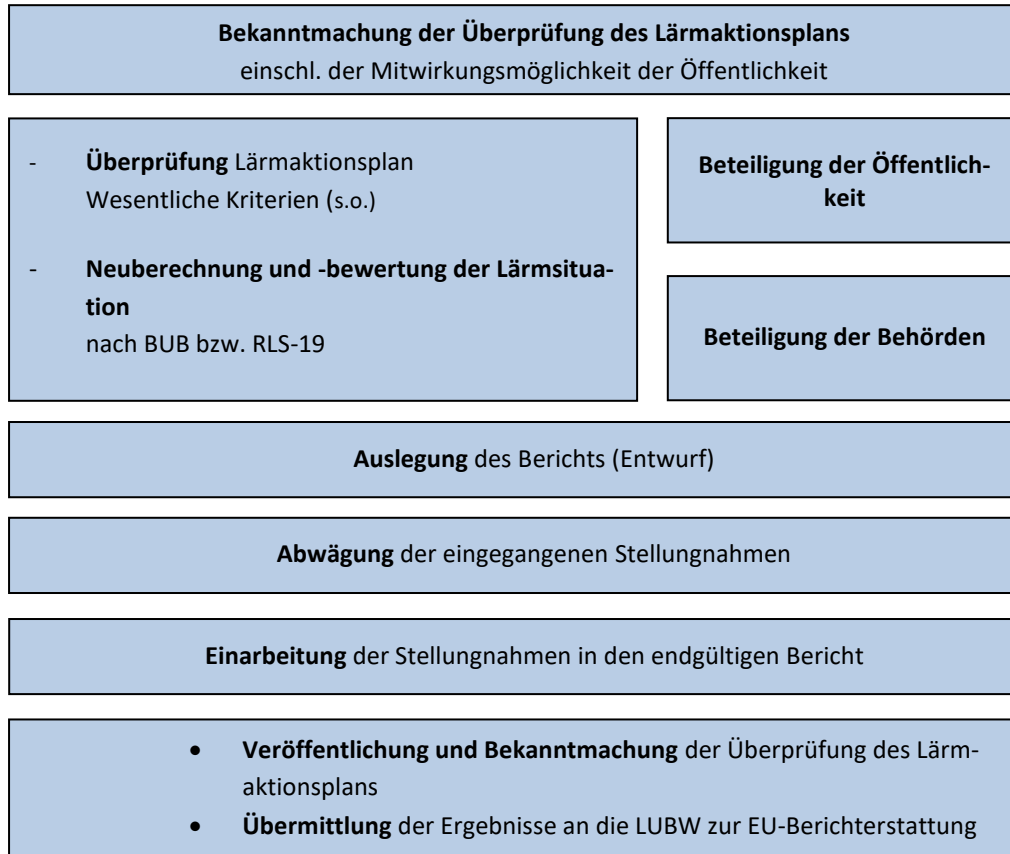 Bekanntmachung der Überprüfung des Lärmaktionsplans
einschl. der Mitwirkungsmöglichkeit der Öffentlichkeit
- Überprüfung Lärmaktionsplan
Wesentliche Kriterien (s.o.)
- Neuberechnung und -bewertung der Lärmsitua-
tion
nach BUB bzw. RLS-19
Beteiligung der Öffentlich-
keit
Beteiligung der Behörden
Auslegung des Berichts (Entwurf)
Abwägung der eingegangenen Stellungnahmen
Einarbeitung der Stellungnahmen in den endgültigen Bericht
• Veröffentlichung und Bekanntmachung der Überprüfung des Lärm-
aktionsplans
• Übermittlung der Ergebnisse an die LUBW zur EU-Berichterstattung